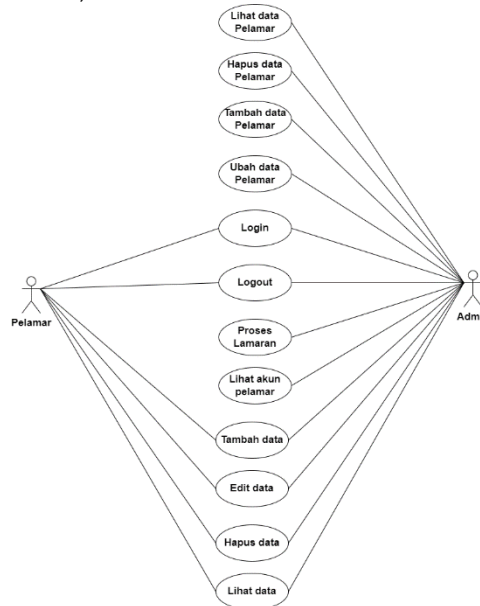 Lihat data
Pelamar
Hapus data
Pelamar
Tambah data
Pelamar
Ubah data
Pelamar
Login
Logout
Pelamar
Admi
Proses
Lamaran
Lihat akun
pelamar
Tambah data
Edit data
Hapus data
Lihat data